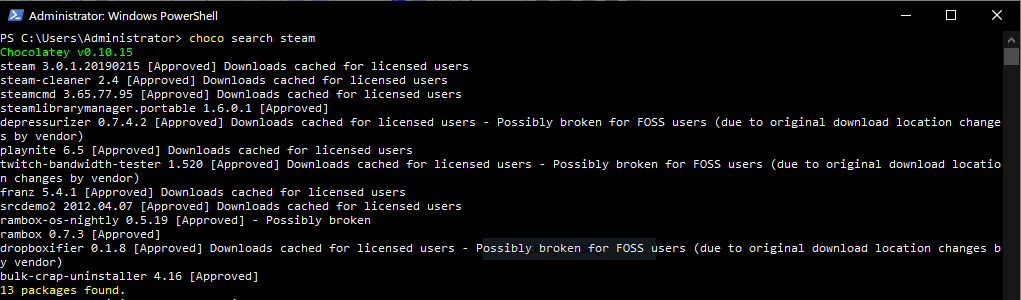 Administrator: Windows PowerShell
PS C:\Users\Administrator> choco search steam
Chocolatey v0.10.15
steam 3.0.1.20190215 [Approved] Downloads cached for licensed users
steam-cleaner 2.4 [Approved] Downloads cached for licensed users
steamcmd 3.65.77.95 [Approved] Downloads cached for licensed users
steamlibrarymanager.portable 1.6.0.1 [Approved]
depressurizer 0.7.4.2 [Approved] Downloads cached for licensed users - Possibly broken for FOSS users (due to original download location change
s by vendor)
playnite 6.5 [Approved] Downloads cached for licensed users
twitch-bandwidth-tester 1.520 [Approved] Downloads cached for licensed users - Possibly broken for FOSS users (due to original download locatio
n changes by vendor)
franz 5.4.1 [Approved] Downloads cached for licensed users
srcdemo2 2012.04.07 [Approved] Downloads cached for licensed users
rambox-os-nightly 0.5.19 [Approved] - Possibly broken
rambox 0.7.3 [Approved]
dropboxifier 0.1.8 [Approved] Downloads cached for licensed users - Possibly broken for FOSS users (due to original download location changes b
y vendor)
bulk-crap-uninstaller 4.16 [Approved]
13 packages found.